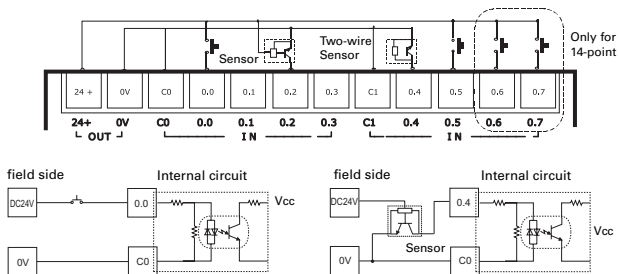 Only for
14-point
Two-wire
Sensor
Sensor
24 + 0V C0 0.0 0.1 0.2 0.3 C1 0.4 0.5 0.6 0.7
24+ 0V C0 0.0 0.1 0.2 0.3 C1 0.4 0.5 0.6 0.7
OUT IN IN
field side Internal circuit
DC24V 0.0 Vcc
0V C0
field side Internal circuit
DC24V 0.4 Vcc
Sensor
0V C0